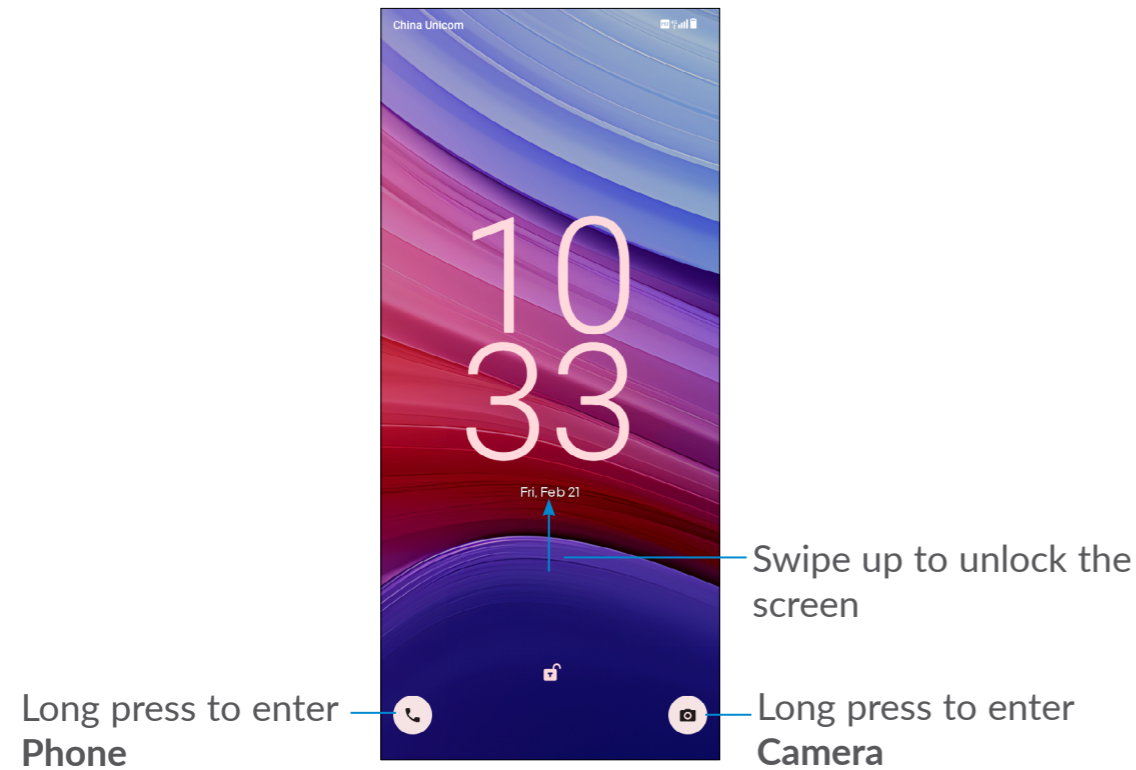 China Unicom
10
33
Fri, Feb 21
Swipe up to unlock the
screen
Long press to enter
Phone
Long press to enter
Camera